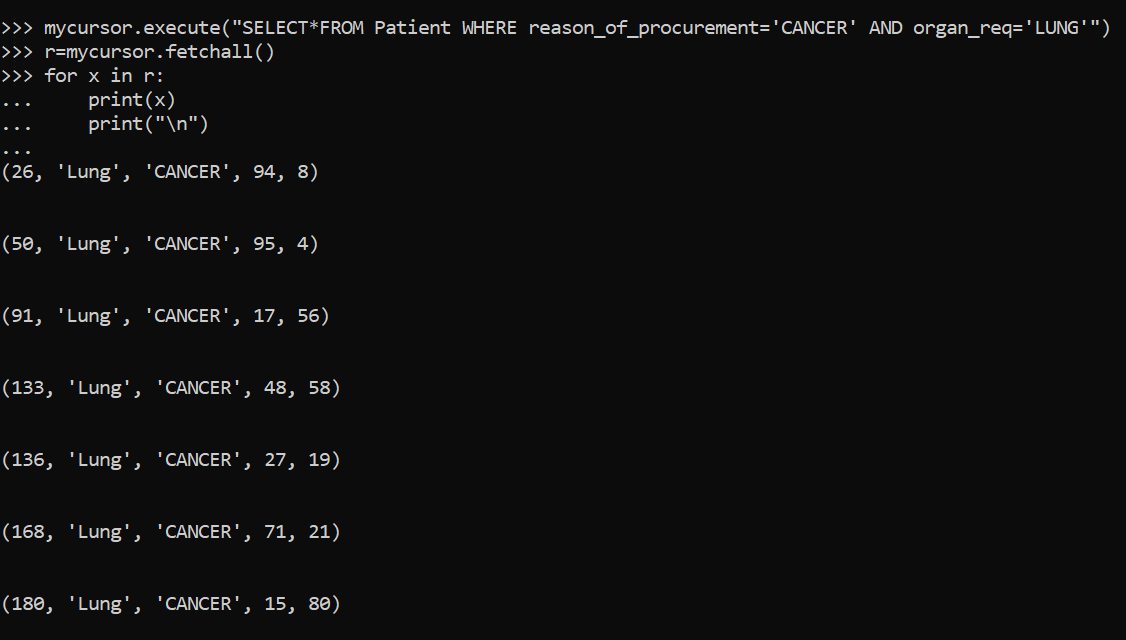 >>> mycursor.execute("SELECT*FROM Patient WHERE reason_of_procurement='CANCER' AND organ_req='LUNG'")
>>> r=mycursor.fetchall()
>>> for x in r:
...     print(x)
...     print("\n")
...
(26, 'Lung', 'CANCER', 94, 8)
(50, 'Lung', 'CANCER', 95, 4)
(91, 'Lung', 'CANCER', 17, 56)
(133, 'Lung', 'CANCER', 48, 58)
(136, 'Lung', 'CANCER', 27, 19)
(168, 'Lung', 'CANCER', 71, 21)
(180, 'Lung', 'CANCER', 15, 80)